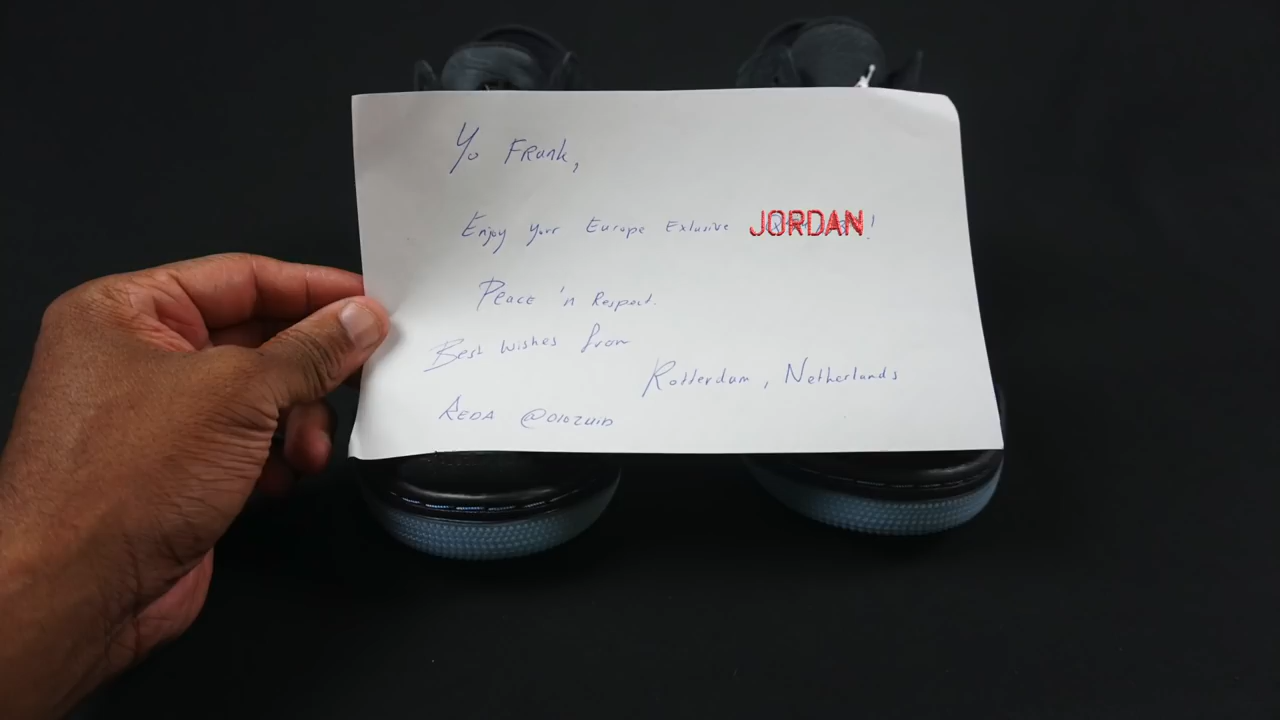 Yo Frank,
Enjoy your Europe Exlusive JORDAN!
Peace 'n Respect.
Best Wishes from
Rotterdam, Netherlands
REDA @010ZUID